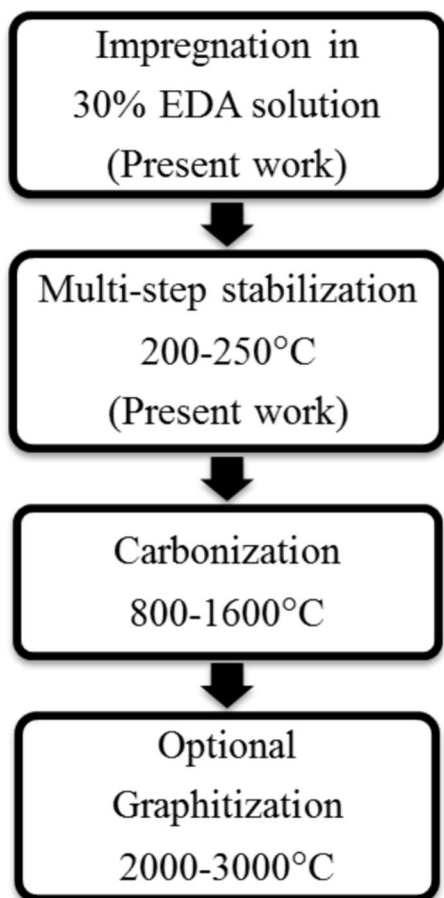 Impregnation in
30% EDA solution
(Present work)
Multi-step stabilization
200-250°C
(Present work)
Carbonization
800-1600°C
Optional
Graphitization
2000-3000°C